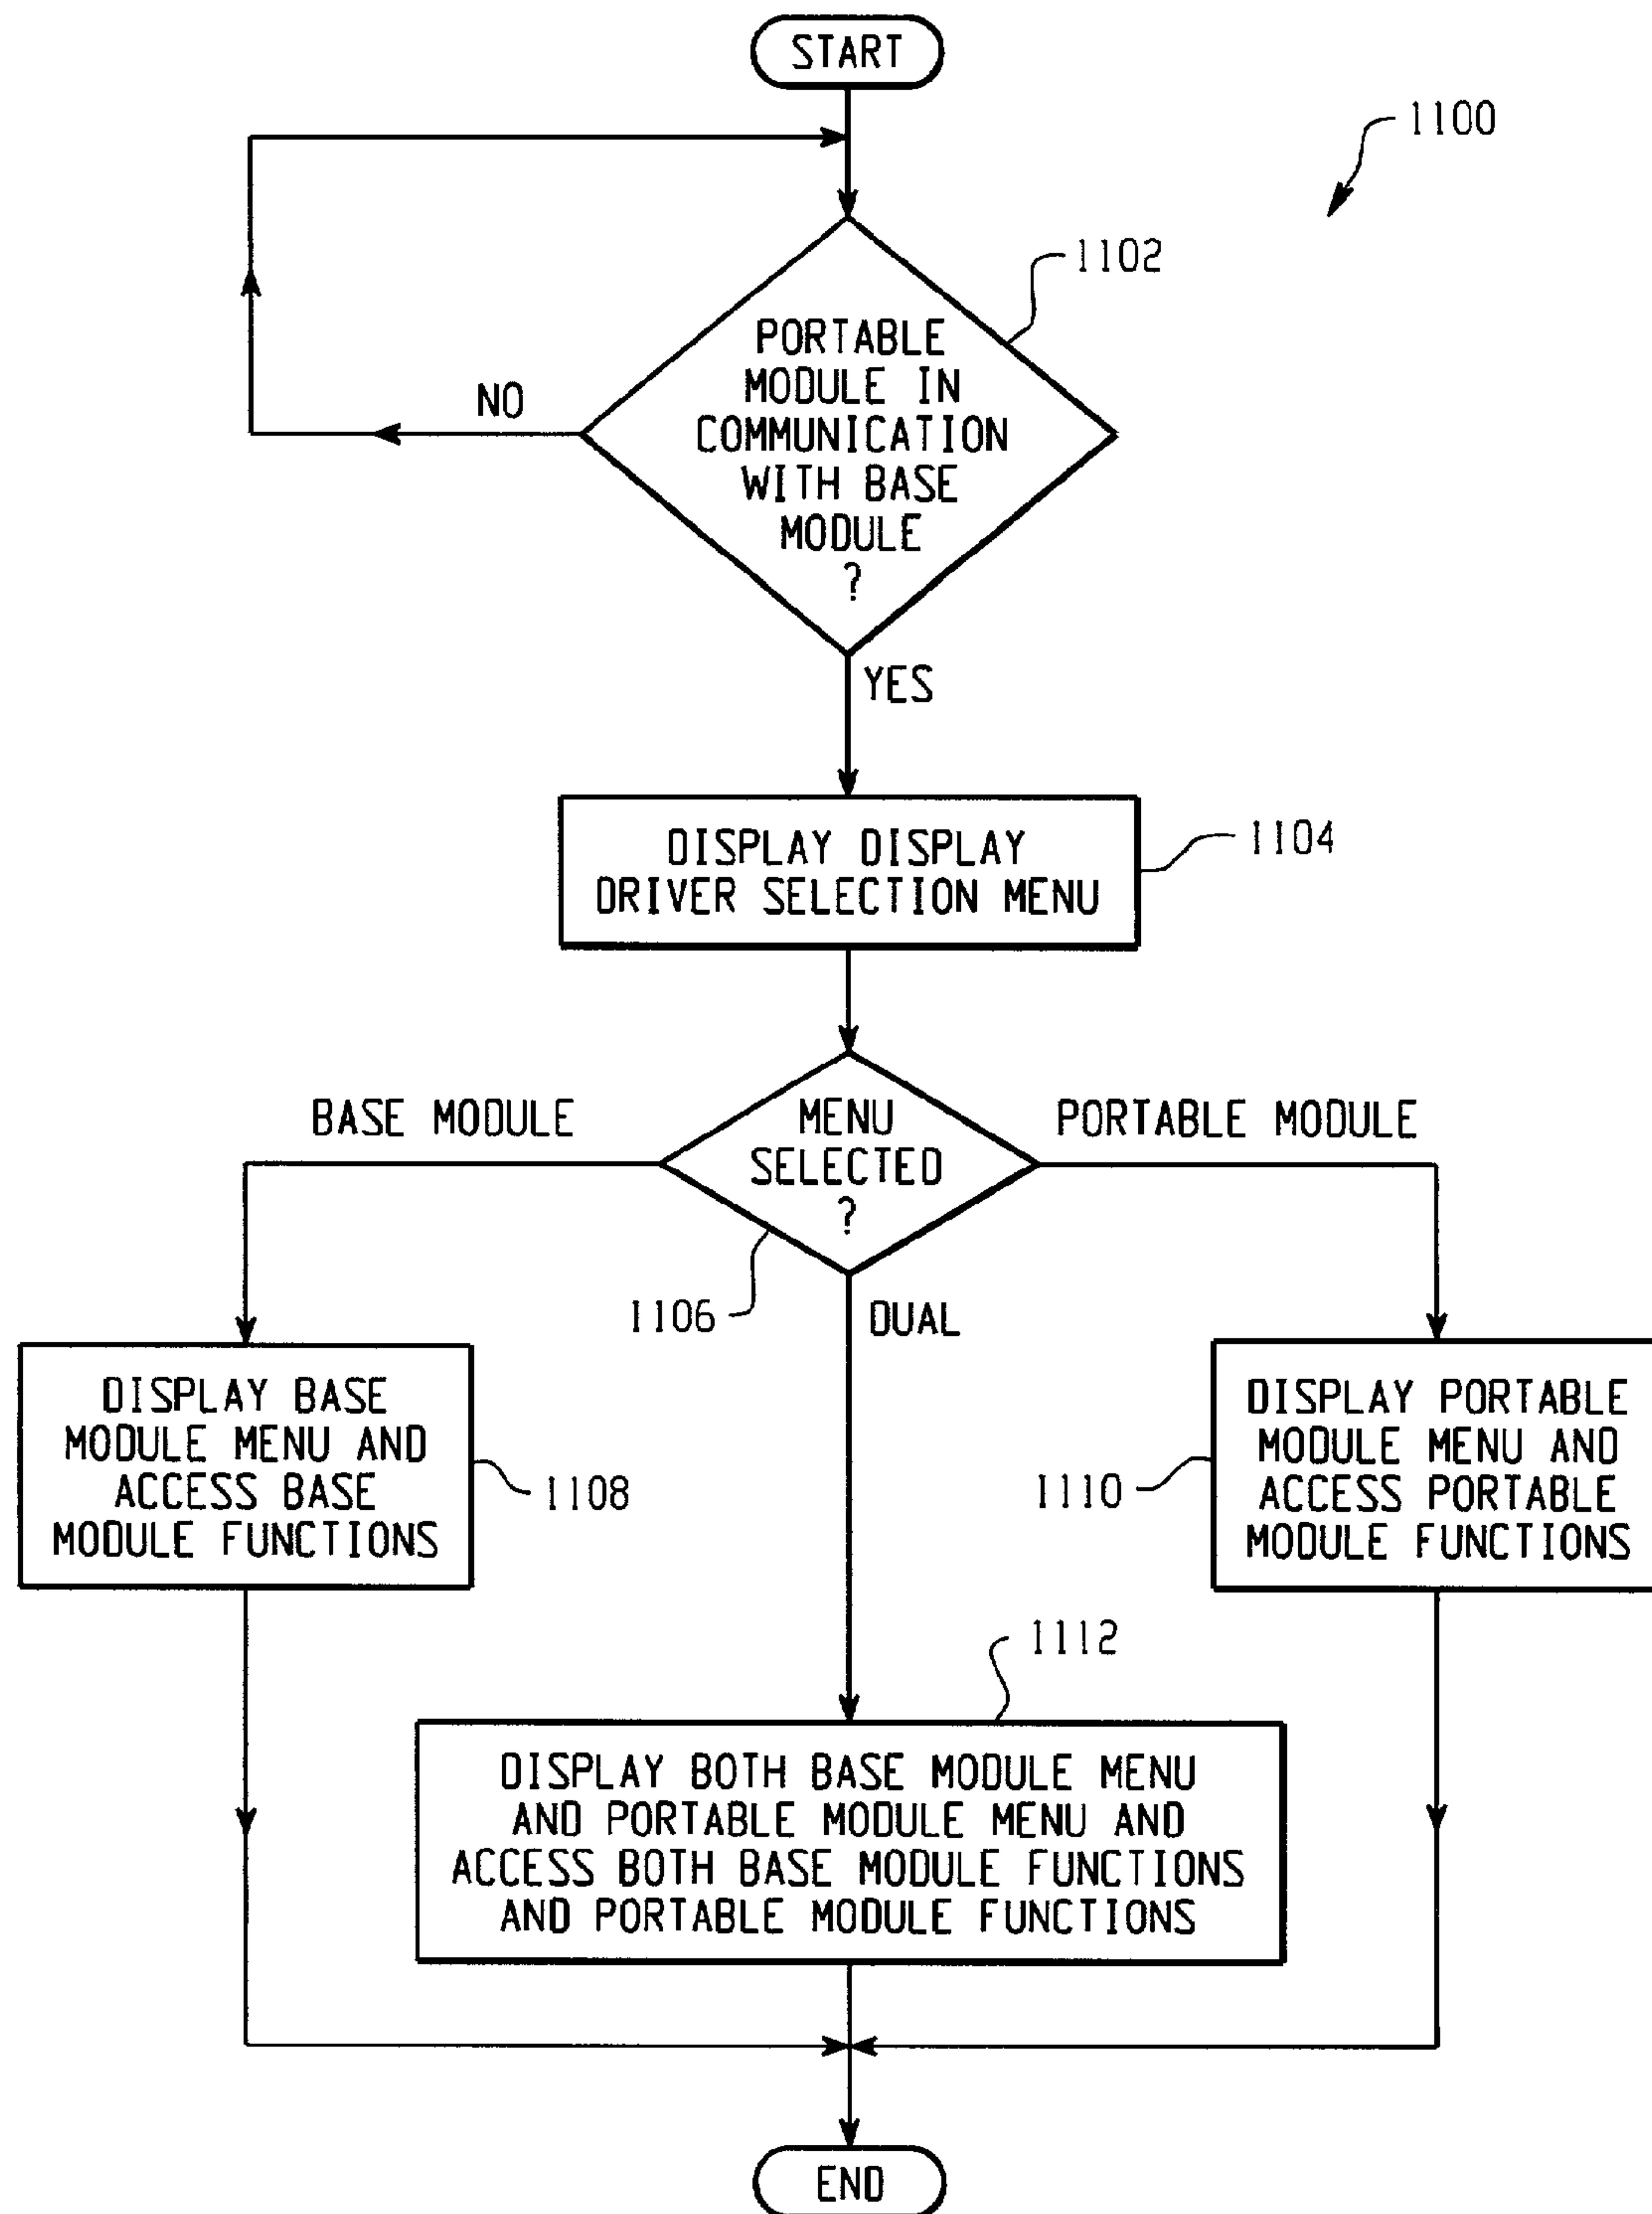 START
1100
1102
PORTABLE
MODULE IN
COMMUNICATION
WITH BASE
MODULE
?
NO
YES
DISPLAY DISPLAY
DRIVER SELECTION MENU
1104
BASE MODULE
MENU
SELECTED
?
PORTABLE MODULE
1106
DUAL
DISPLAY BASE
MODULE MENU AND
ACCESS BASE
MODULE FUNCTIONS
1108
1110
DISPLAY PORTABLE
MODULE MENU AND
ACCESS PORTABLE
MODULE FUNCTIONS
1112
DISPLAY BOTH BASE MODULE MENU
AND PORTABLE MODULE MENU AND
ACCESS BOTH BASE MODULE FUNCTIONS
AND PORTABLE MODULE FUNCTIONS
END